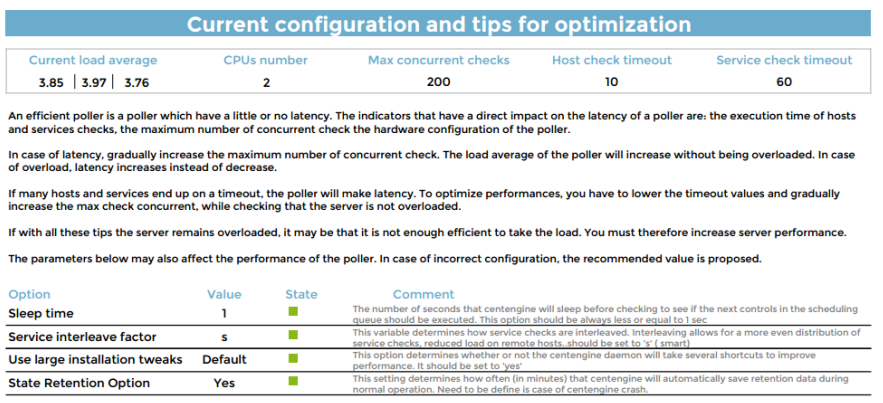 Current configuration and tips for optimization
Current load average CPUs number Max concurrent checks Host check timeout Service check timeout
3.85 | 3.97 | 3.76 2 200 10 60
An efficient poller is a poller which have a little or no latency. The indicators that have a direct impact on the latency of a poller are: the execution time of hosts
and services checks, the maximum number of concurrent check the hardware configuration of the poller.
In case of latency, gradually increase the maximum number of concurrent check. The load average of the poller will increase without being overloaded. In case
of overload, latency increases instead of decrease.
If many hosts and services end up on a timeout, the poller will make latency. To optimize performances, you have to lower the timeout values and gradually
increase the max check concurrent, while checking that the server is not overloaded.
If with all these tips the server remains overloaded, it may be that it is not enough efficient to take the load. You must therefore increase server performance.
The parameters below may also affect the performance of the poller. In case of incorrect configuration, the recommended value is proposed.
Option Value State Comment
Sleep time 1 The number of seconds that centengine will sleep before checking to see if the next controls in the scheduling
queue should be executed. This option should be always less or equal to 1 sec
Service interleave factor s This variable determines how service checks are interleaved. Interleaving allows for a more even distribution of
service checks, reduced load on remote hosts..should be set to 's' ( smart)
Use large installation tweaks Default This option determines whether or not the centengine daemon will take several shortcuts to improve
performance. It should be set to 'yes'
State Retention Option Yes This setting determines how often (in minutes) that centengine will automatically save retention data during
normal operation. Need to be define is case of centengine crash.